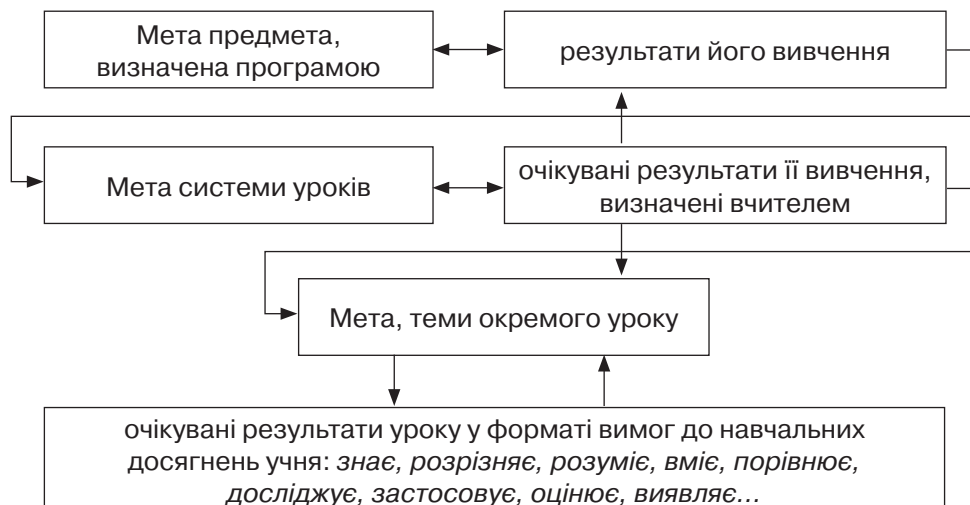 Мета предмета,
визначена програмою
результати його вивчення
Мета системи уроків
очікувані результати її вивчення,
визначені вчителем
Мета, теми окремого уроку
очікувані результати уроку у форматі вимог до навчальних
досягнень учня: знає, розрізняє, розуміє, вміє, порівнює,
досліджує, застосовує, оцінює, виявляє...